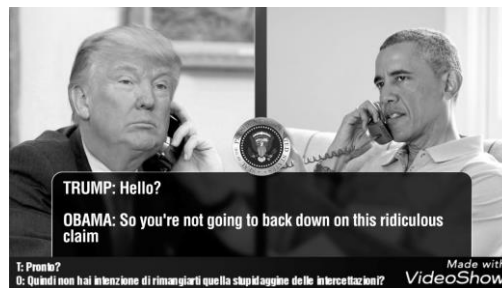 TRUMP: Hello?
OBAMA: So you're not going to back down on this ridiculous
claim
T: Pronto?
O: Quindi non hai intenzione di rimangiarti quella stupidaggine delle intercettazioni?
Made with
VideoShow